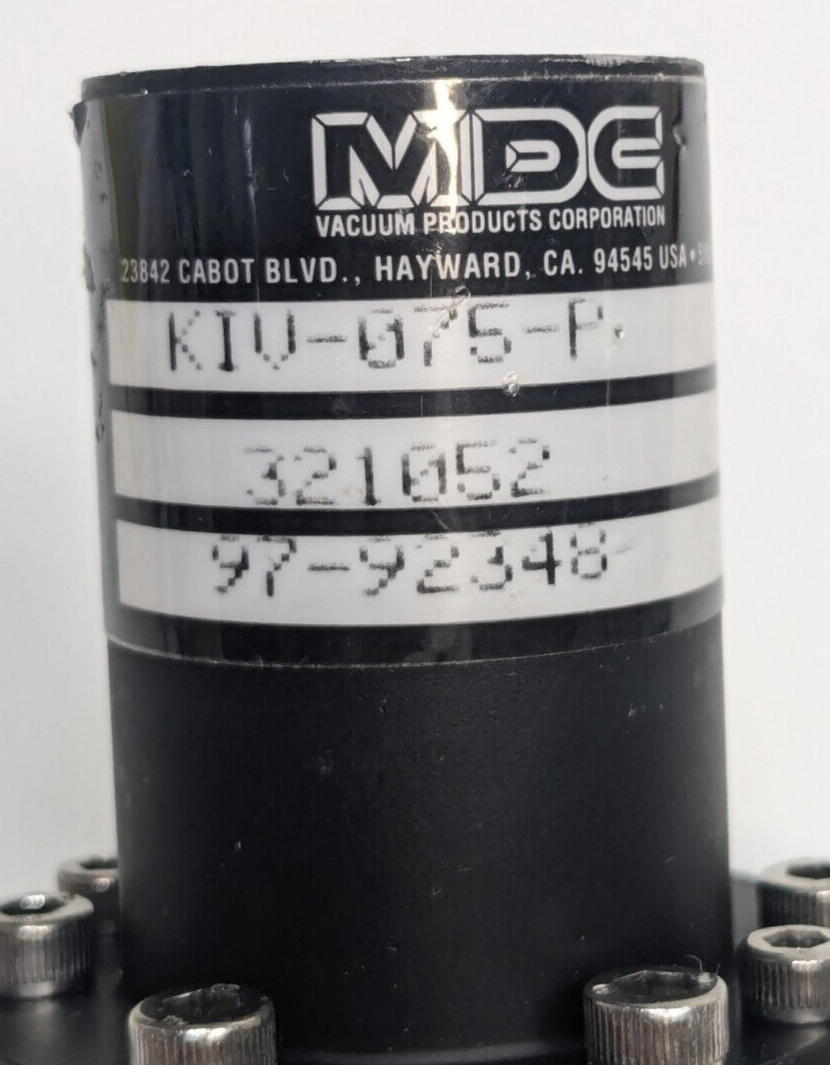 MDC
VACUUM PRODUCTS CORPORATION
23842 CABOT BLVD., HAYWARD, CA. 94545 USA •
KIV-075-P
321052
97-92348